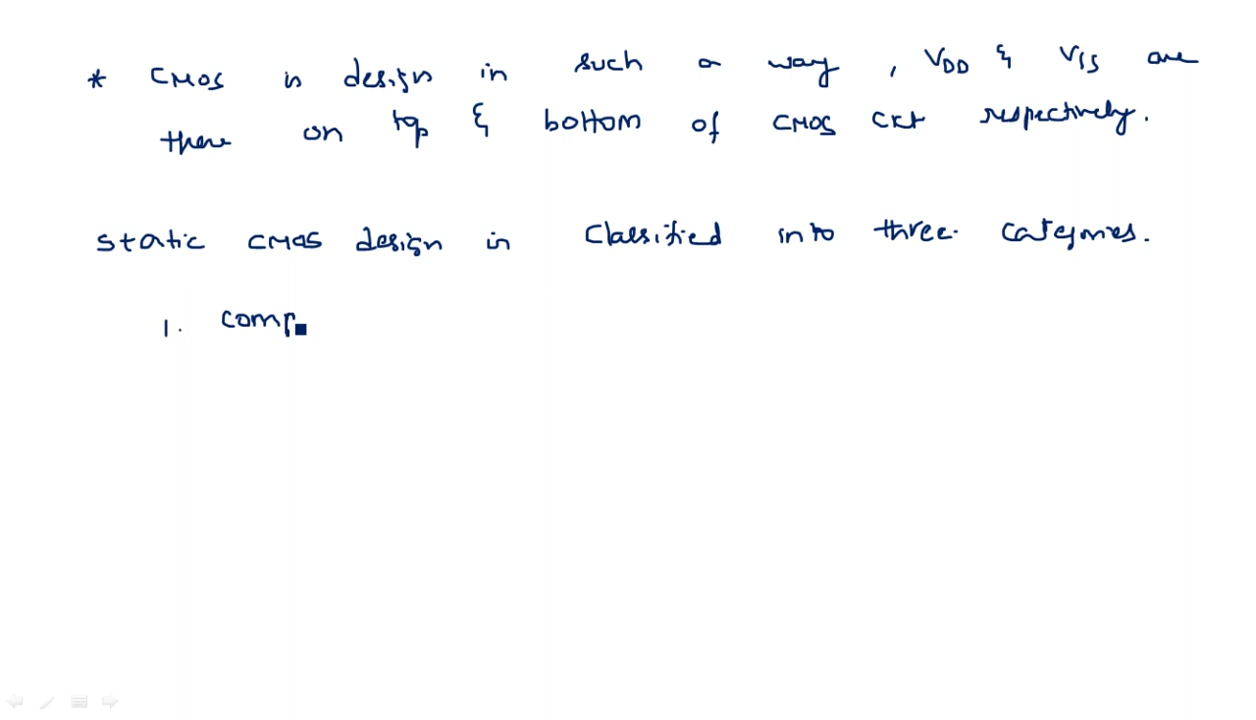 * CMOS is design in such a way, VDD & VSS are
there on top & bottom of CMOS CKT respectively.
static CMOS design is classified into three categories.
1. comp